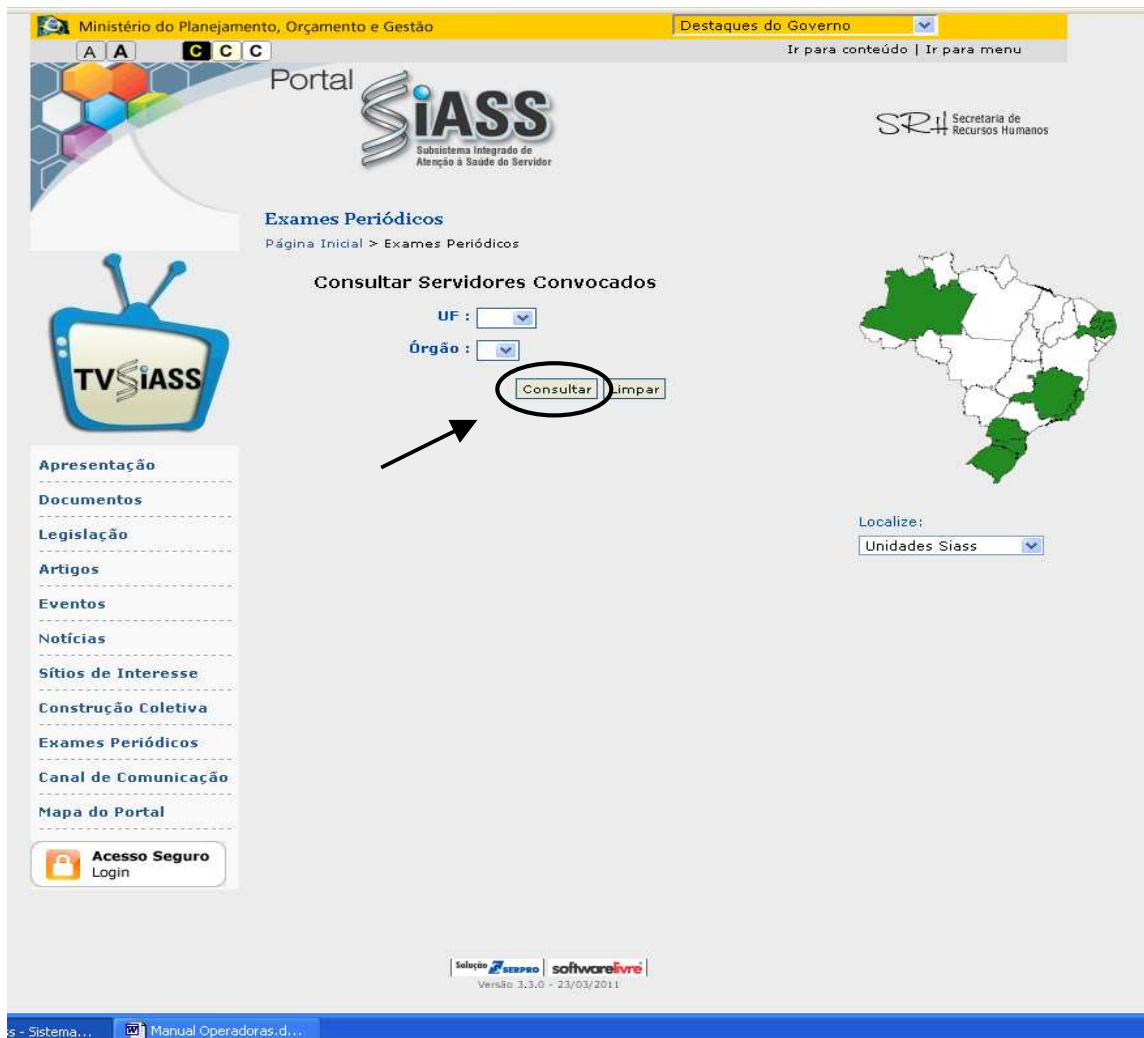 Ministério do Planejamento, Orçamento e Gestão
Destaques do Governo
A A C C C
Ir para conteúdo | Ir para menu
Portal
SiASS
Subsistema Integrado de
Atenção à Saúde do Servidor
SRH Secretaria de
Recursos Humanos
Exames Periódicos
Página Inicial > Exames Periódicos
Consultar Servidores Convocados
UF :
Órgão :
Consultar Limpar
TVSiASS
Apresentação
Documentos
Legislação
Artigos
Eventos
Notícias
Sítios de Interesse
Construção Coletiva
Exames Periódicos
Canal de Comunicação
Mapa do Portal
Acesso Seguro
Login
Localize:
Unidades Siass
Solução SERPRO softwarelivre
Versão 3.3.0 - 23/03/2011
s - Sistema... Manual Operadoras.d...